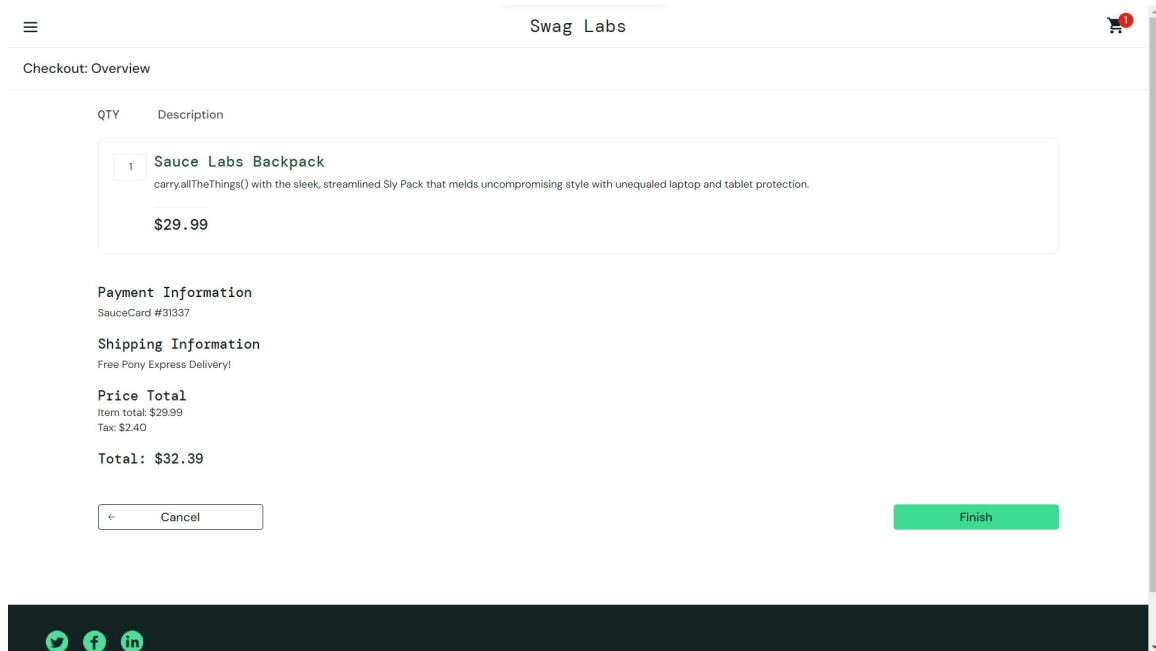 Swag Labs
1
Checkout: Overview
QTY Description
1
Sauce Labs Backpack
carry.allTheThings() with the sleek, streamlined Sly Pack that melds uncompromising style with unequaled laptop and tablet protection.
$29.99
Payment Information
SauceCard #31337
Shipping Information
Free Pony Express Delivery!
Price Total
Item total: $29.99
Tax: $2.40
Total: $32.39
Cancel
Finish